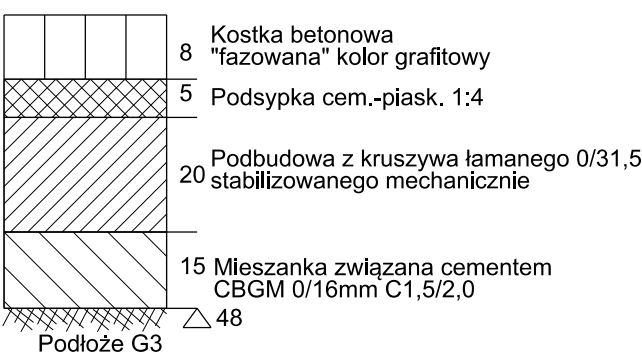 8 Kostka betonowa
"fazowana" kolor grafitowy
5 Podsypka cem.-piask. 1:4
20 Podbudowa z kruszywa łamanego 0/31,5
stabilizowanego mechanicznie
15 Mieszanka związana cementem
CBGM 0/16mm C1,5/2,0
48
Podłoże G3